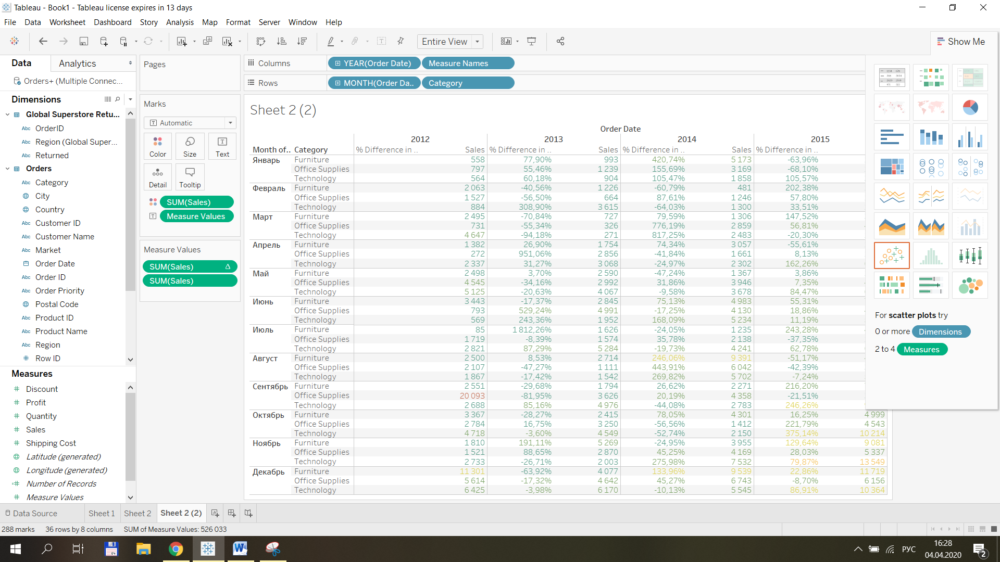 Tableau - Book1 - Tableau license expires in 13 days
File Data Worksheet Dashboard Story Analysis Map Format Server Window Help
Entire View
Show Me
Data Analytics
Orders+ (Multiple Connec...
Dimensions
Global Superstore Retu...
Abc OrderID
Abc Region (Global Super...
Abc Returned
Orders
Abc Category
City
Country
Abc Customer ID
Abc Customer Name
Abc Market
Order Date
Abc Order ID
Abc Order Priority
Postal Code
Abc Product ID
Abc Product Name
Abc Region
# Row ID
Measures
# Discount
# Profit
# Quantity
# Sales
# Shipping Cost
Latitude (generated)
Longitude (generated)
=# Number of Records
# Measure Values
Pages
Marks
Automatic
Color Size Text
Detail Tooltip
SUM(Sales)
Measure Values
Measure Values
SUM(Sales) Δ
SUM(Sales)
Columns YEAR(Order Date) Measure Names
Rows MONTH(Order Da.. Category
Sheet 2 (2)
Order Date
2012 2013 2014 2015
Month of.. Category % Difference in .. Sales % Difference in .. Sales % Difference in .. Sales % Difference in ..
Январь Furniture 558 77,90% 993 420,74% 5 173 -63,96%
Office Supplies 797 55,46% 1 239 155,69% 3 169 -68,10%
Technology 564 60,18% 904 105,47% 1 858 105,57%
Февраль Furniture 2 063 -40,56% 1 226 -60,79% 481 202,38%
Office Supplies 1 527 -56,50% 664 87,61% 1 246 57,80%
Technology 884 308,90% 3 615 -64,03% 1 300 33,51%
Март Furniture 2 495 -70,84% 727 79,59% 1 306 147,52%
Office Supplies 731 -55,34% 326 776,19% 2 859 56,81%
Technology 4 647 -94,18% 271 817,25% 2 483 -20,30%
Апрель Furniture 1 382 26,90% 1 754 74,34% 3 057 -55,61%
Office Supplies 272 951,06% 2 856 -41,84% 1 661 8,13%
Technology 2 337 31,27% 3 068 -24,97% 2 302 162,26%
Май Furniture 2 498 3,70% 2 590 -47,24% 1 367 3,86%
Office Supplies 4 545 -34,16% 2 992 31,86% 3 946 7,35%
Technology 5 125 -20,63% 4 067 -9,58% 3 678 84,47%
Июнь Furniture 3 443 -17,37% 2 845 75,13% 4 983 55,31%
Office Supplies 793 529,24% 4 991 -17,25% 4 130 18,86%
Technology 569 243,36% 1 952 168,09% 5 234 11,19%
Июль Furniture 85 1 812,26% 1 626 -24,05% 1 235 243,28%
Office Supplies 1 719 -8,39% 1 574 35,78% 2 138 -37,35%
Technology 2 821 87,29% 5 284 -19,73% 4 241 62,78%
Август Furniture 2 500 8,53% 2 714 246,06% 9 391 -51,17%
Office Supplies 2 107 -47,27% 1 111 443,91% 6 042 -42,39%
Technology 1 867 -17,42% 1 542 269,82% 5 702 -7,24%
Сентябрь Furniture 2 551 -29,68% 1 794 26,62% 2 271 216,20%
Office Supplies 20 093 -81,95% 3 626 20,19% 4 358 -21,51%
Technology 2 688 85,16% 4 976 -44,08% 2 783 246,26%
Октябрь Furniture 3 367 -28,27% 2 415 78,05% 4 301 16,25% 4 999
Office Supplies 2 784 16,75% 3 250 -56,56% 1 412 221,79% 4 543
Technology 4 718 -3,60% 4 549 -52,74% 2 150 375,14% 10 214
Ноябрь Furniture 1 810 191,11% 5 269 -24,95% 3 955 129,64% 9 081
Office Supplies 1 521 88,65% 2 870 45,25% 4 169 28,03% 5 337
Technology 2 733 -26,71% 2 003 275,98% 7 532 79,87% 13 549
Декабрь Furniture 11 301 -63,92% 4 077 133,96% 9 539 22,86% 11 719
Office Supplies 5 614 -17,32% 4 642 45,27% 6 743 -8,70% 6 156
Technology 6 425 -3,98% 6 170 -10,13% 5 545 86,91% 10 364
For scatter plots try
0 or more Dimensions
2 to 4 Measures
Data Source Sheet 1 Sheet 2 Sheet 2 (2)
288 marks 36 rows by 8 columns SUM of Measure Values: 526 033
РУС
16:28
04.04.2020
2